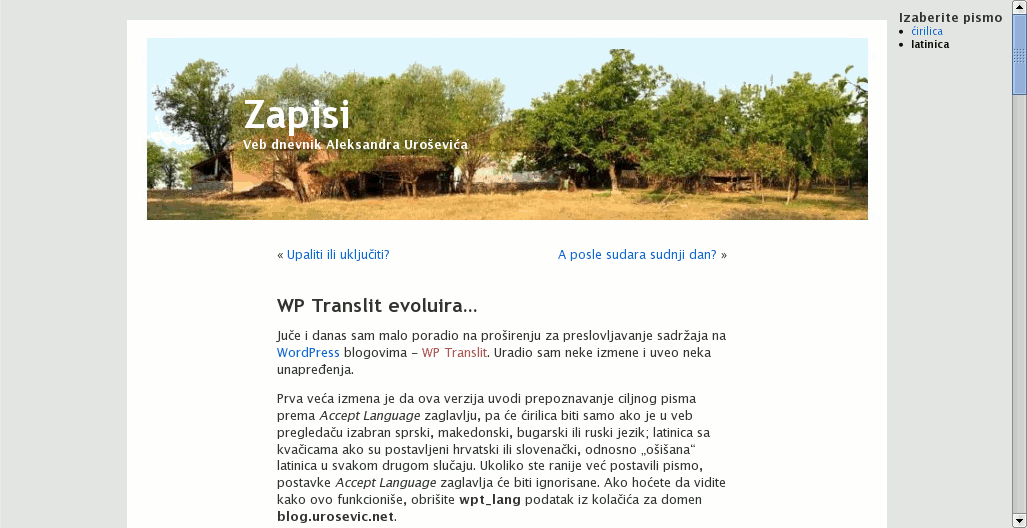 Izaberite pismo
ćirilica
latinica
Zapisi
Veb dnevnik Aleksandra Uroševića
« Upaliti ili uključiti?
A posle sudara sudnji dan? »
WP Translit evoluira...
Juče i danas sam malo poradio na proširenju za preslovljavanje sadržaja na
WordPress blogovima – WP Translit. Uradio sam neke izmene i uveo neka
unapređenja.
Prva veća izmena je da ova verzija uvodi prepoznavanje ciljnog pisma
prema Accept Language zaglavlju, pa će ćirilica biti samo ako je u veb
pregledaču izabran sprski, makedonski, bugarski ili ruski jezik; latinica sa
kvačicama ako su postavljeni hrvatski ili slovenački, odnosno „ošišana“
latinica u svakom drugom slučaju. Ukoliko ste ranije već postavili pismo,
postavke Accept Language zaglavlja će biti ignorisane. Ako hoćete da vidite
kako ovo funkcioniše, obrišite wpt_lang podatak iz kolačića za domen
blog.urosevic.net.